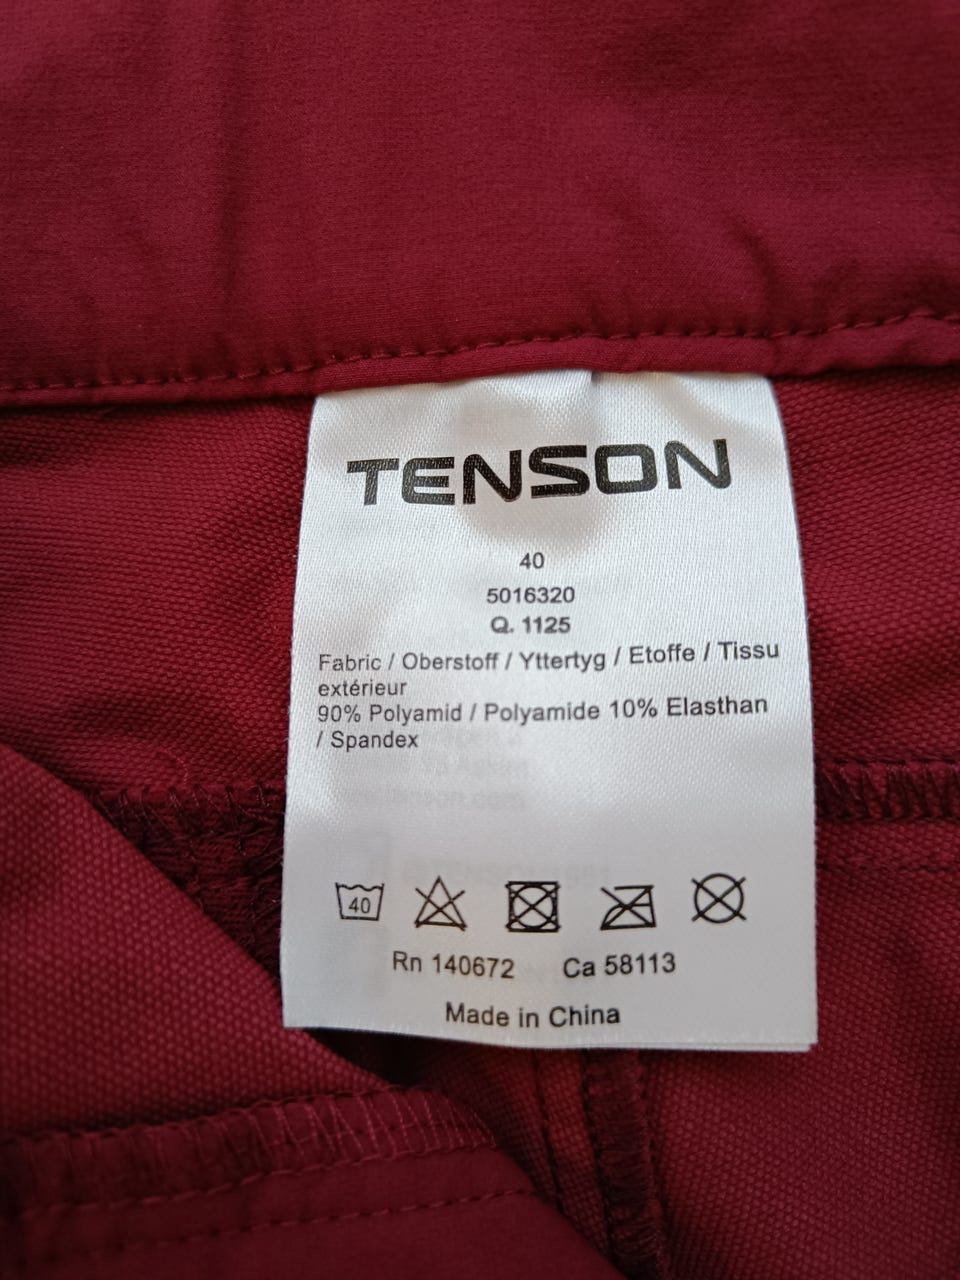 TENSON
40
5016320
Q. 1125
Fabric / Oberstoff / Yttertyg / Etoffe / Tissu
extérieur
90% Polyamid / Polyamide 10% Elasthan
/ Spandex
40
Rn 140672 Ca 58113
Made in China